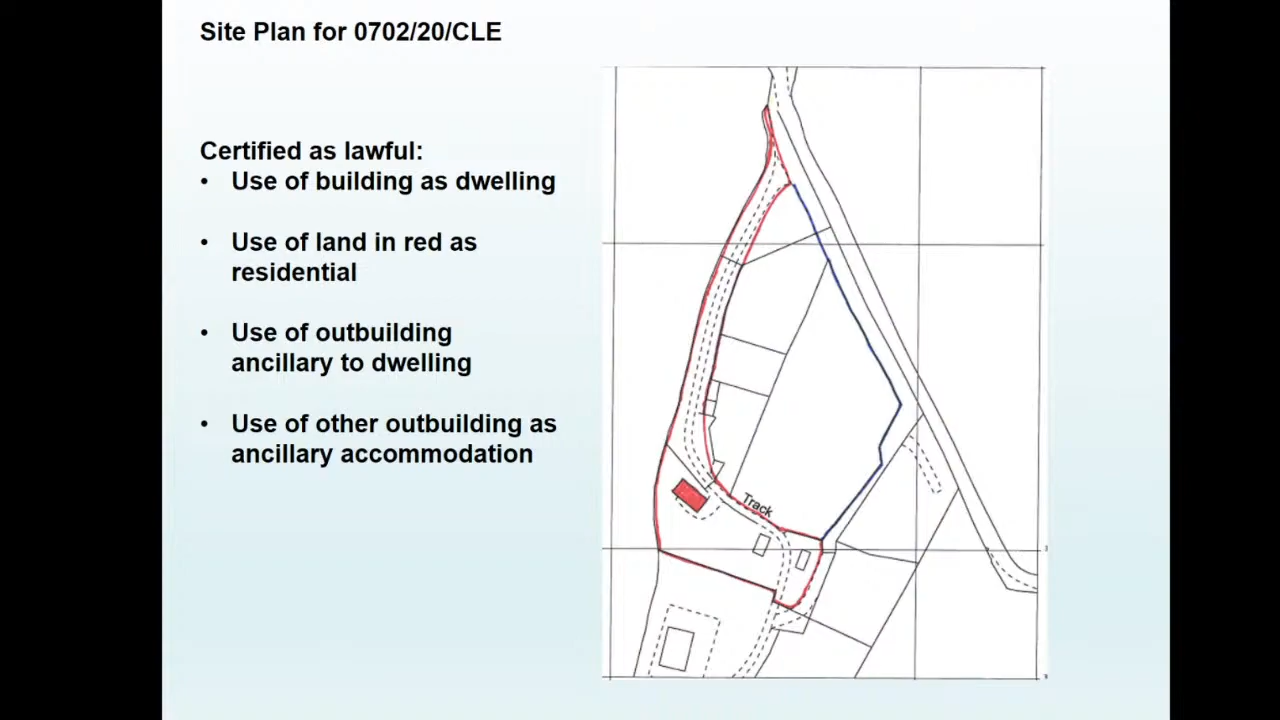 Site Plan for 0702/20/CLE
Certified as lawful:
• Use of building as dwelling
• Use of land in red as
residential
• Use of outbuilding
ancillary to dwelling
• Use of other outbuilding as
ancillary accommodation
Track